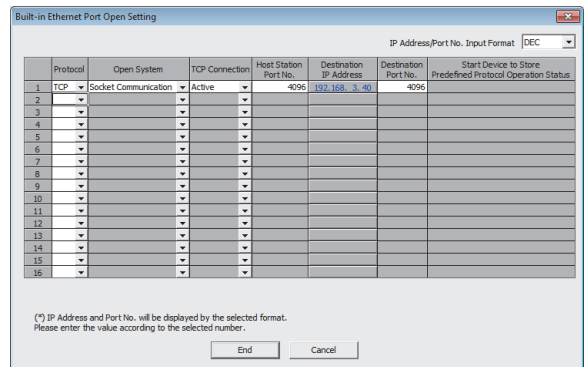 Built-in Ethernet Port Open Setting
IP Address/Port No. Input Format DEC
Protocol Open System TCP Connection Host Station Port No. Destination IP Address Destination Port No. Start Device to Store Predefined Protocol Operation Status
1 TCP Socket Communication Active 4096 192.168. 3. 40 4096
2
3
4
5
6
7
8
9
10
11
12
13
14
15
16
(*) IP Address and Port No. will be displayed by the selected format.
Please enter the value according to the selected number.
End Cancel